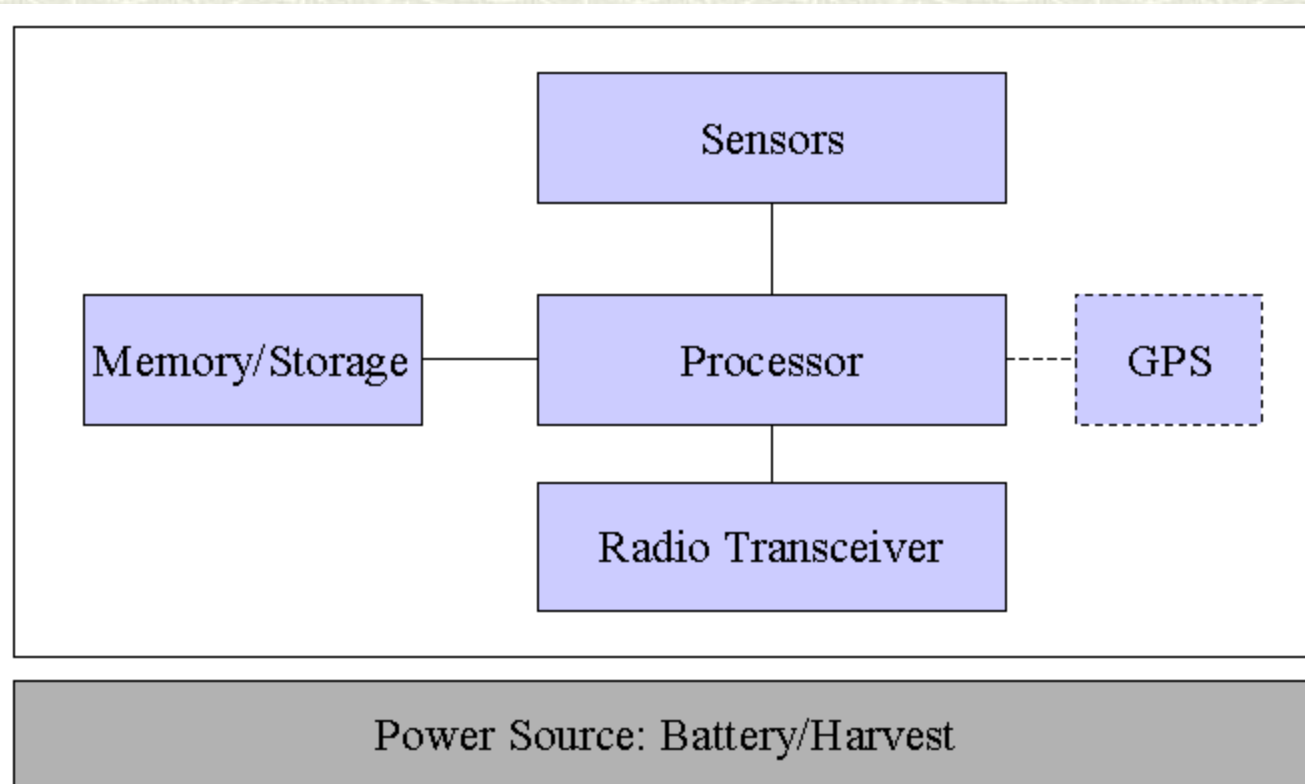 Sensors
Memory/Storage
Processor
GPS
Radio Transceiver
Power Source: Battery/Harvest